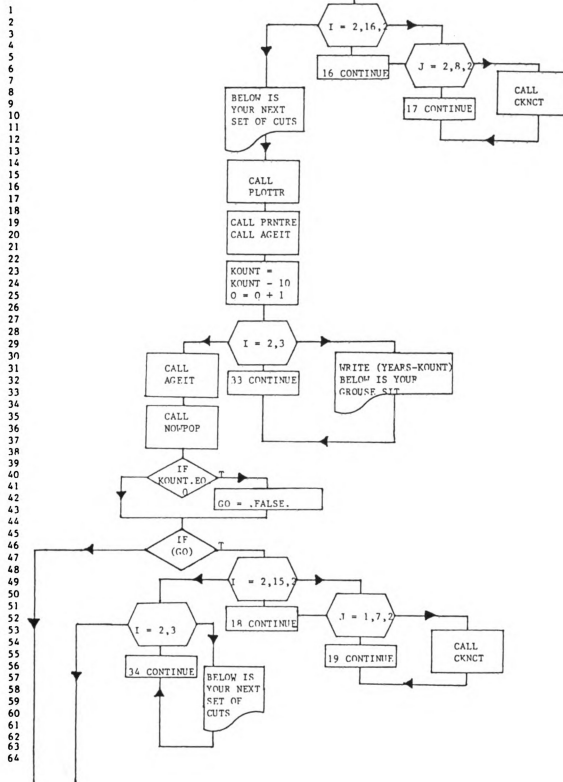 1
2
3
4
5
6
7
8
9
10
11
12
13
14
15
16
17
18
19
20
21
22
23
24
25
26
27
28
29
30
31
32
33
34
35
36
37
38
39
40
41
42
43
44
45
46
47
48
49
50
51
52
53
54
55
56
57
58
59
60
61
62
63
64
I = 2,16,2
16 CONTINUE
J = 2,8,2
CALL
CKNCT
17 CONTINUE
BELOW IS
YOUR NEXT
SET OF CUTS
CALL
PLOTTR
CALL PRNTRE
CALL AGEIT
KOUNT =
KOUNT - 10
O = O + 1
I = 2,3
33 CONTINUE
WRITE (YEARS-KOUNT)
BELOW IS YOUR
GROUSE SIT
CALL
AGEIT
CALL
NOWPOP
IF
KOUNT.EQ
0
T
GO = .FALSE.
IF
(GO)
T
I = 2,15,2
18 CONTINUE
J = 1,7,2
CALL
CKNCT
19 CONTINUE
I = 2,3
34 CONTINUE
BELOW IS
YOUR NEXT
SET OF
CUTS